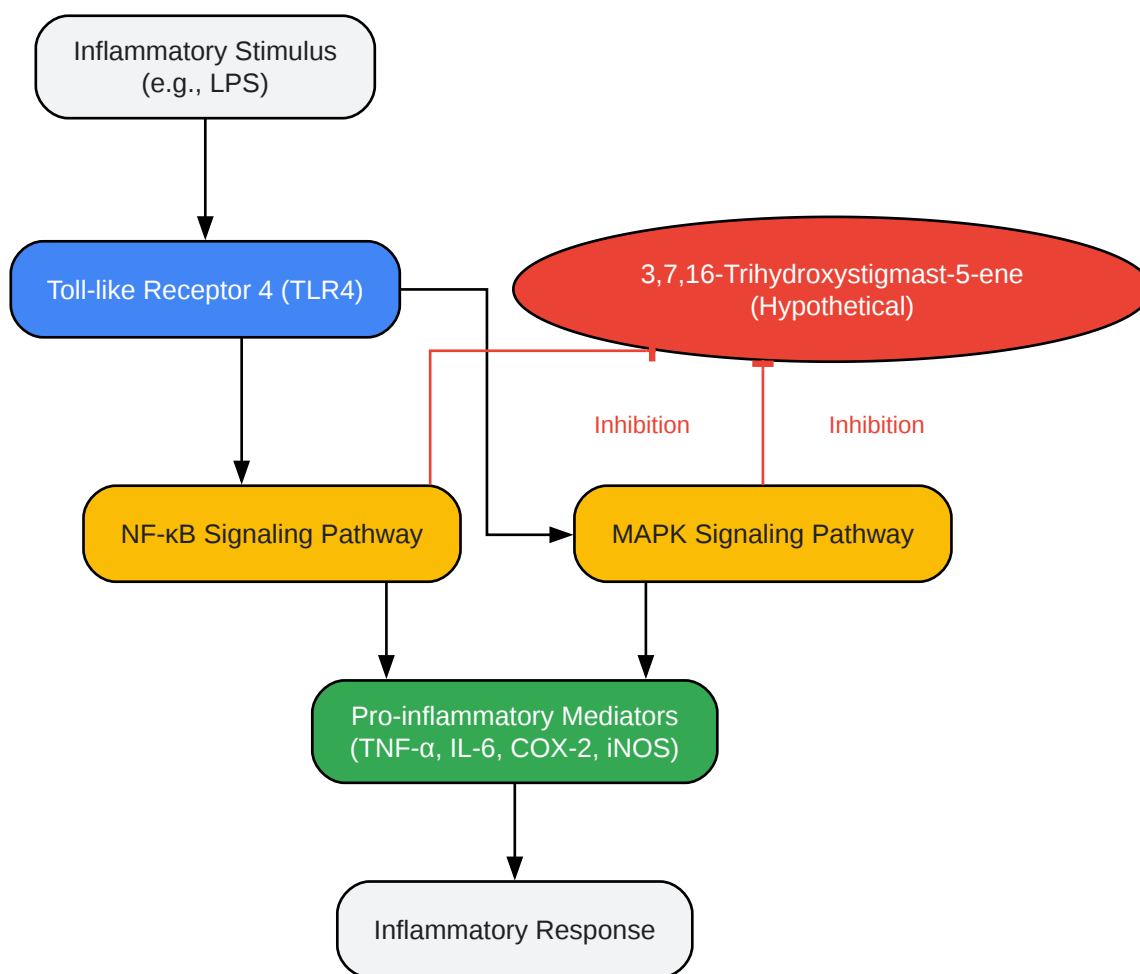 Inflammatory Stimulus
(e.g., LPS)
Toll-like Receptor 4 (TLR4)
3,7,16-Trihydroxystigmast-5-ene
(Hypothetical)
Inhibition
Inhibition
NF-κB Signaling Pathway
MAPK Signaling Pathway
Pro-inflammatory Mediators
(TNF-α, IL-6, COX-2, iNOS)
Inflammatory Response